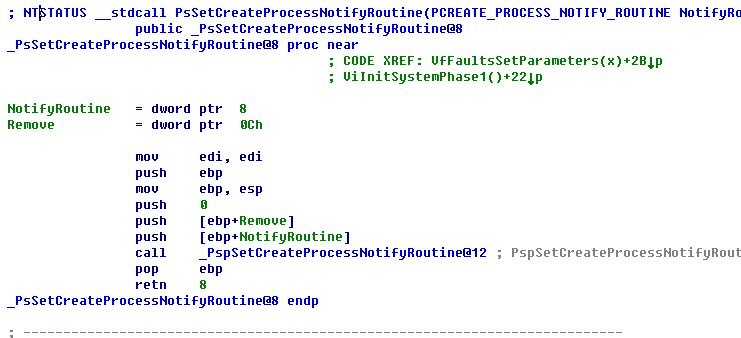 ; NTSTATUS __stdcall PsSetCreateProcessNotifyRoutine(PCREATE_PROCESS_NOTIFY_ROUTINE NotifyRo
public _PsSetCreateProcessNotifyRoutine@8
_PsSetCreateProcessNotifyRoutine@8 proc near
; CODE XREF: VfFaultsSetParameters(x)+2B↓p
; ViInitSystemPhase1()+22↓p
NotifyRoutine = dword ptr 8
Remove = dword ptr 0Ch
mov edi, edi
push ebp
mov ebp, esp
push 0
push [ebp+Remove]
push [ebp+NotifyRoutine]
call _PspSetCreateProcessNotifyRoutine@12 ; PspSetCreateProcessNotifyRout
pop ebp
retn 8
_PsSetCreateProcessNotifyRoutine@8 endp
; ---------------------------------------------------------------------------